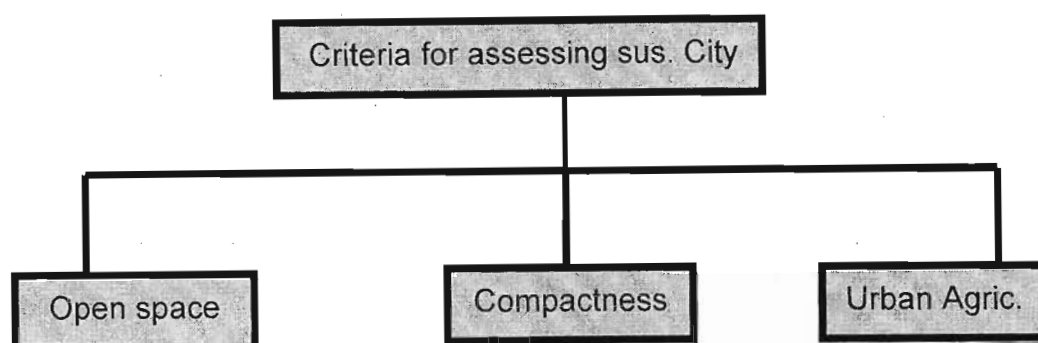 Criteria for assessing sus. City
Open space
Compactness
Urban Agric.